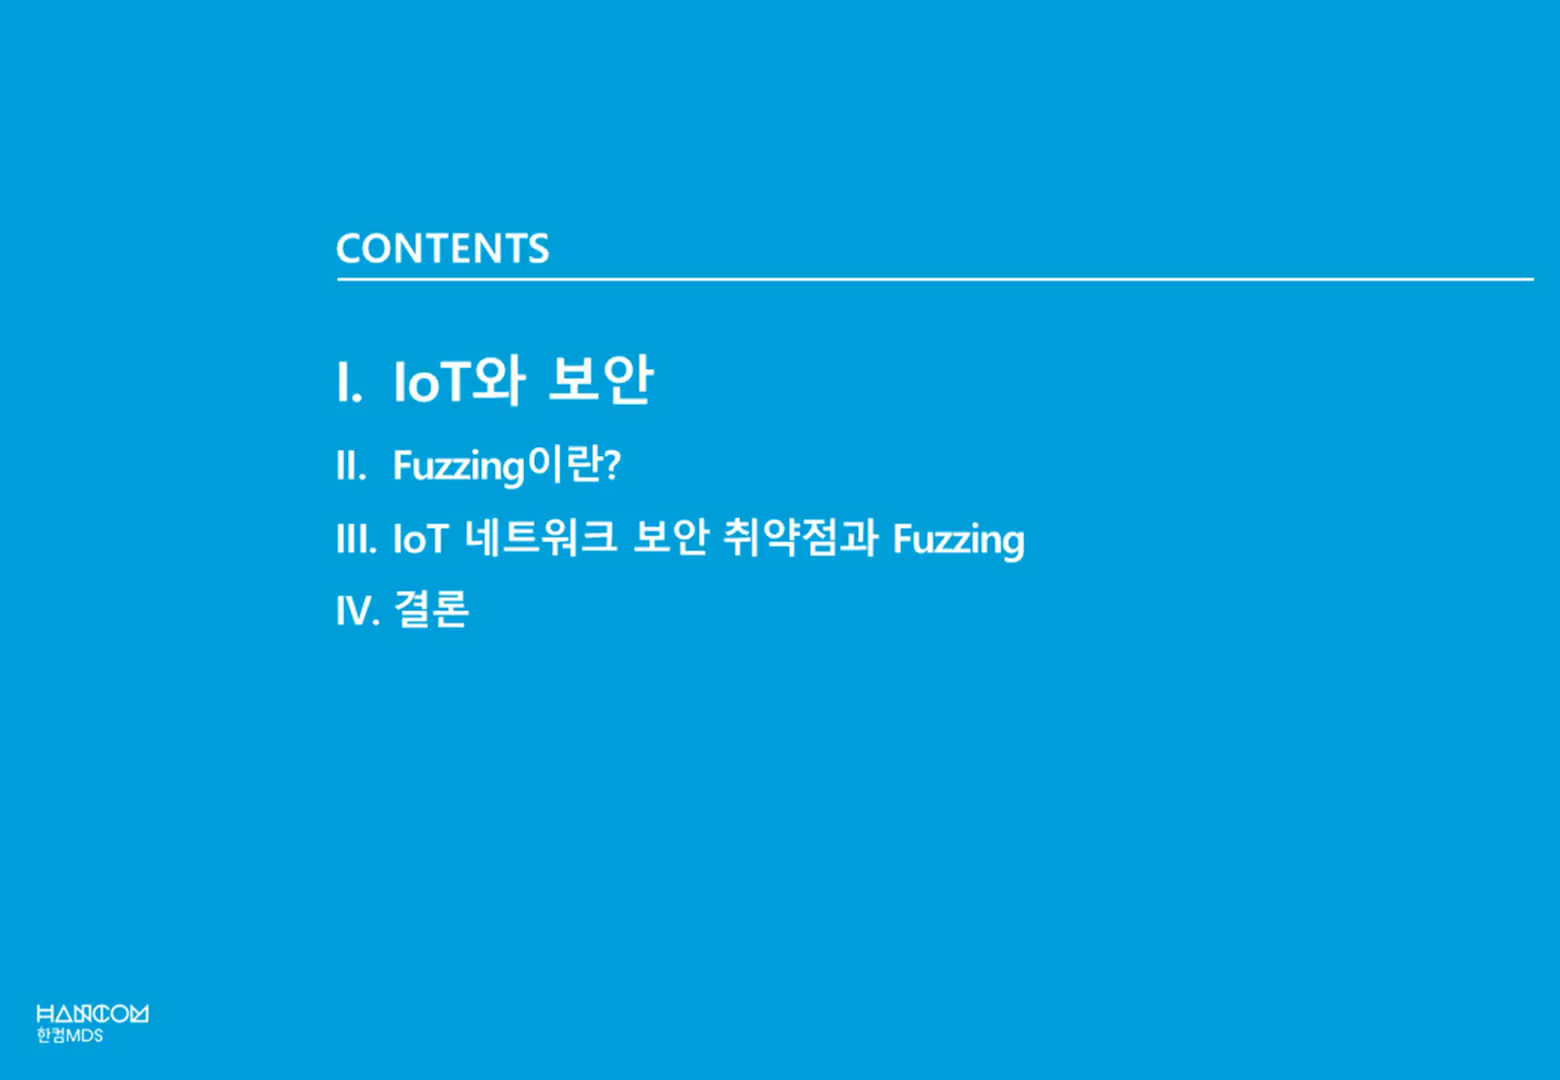 CONTENTS
I. IoT와 보안
II. Fuzzing이란?
III. IoT 네트워크 보안 취약점과 Fuzzing
IV. 결론
HANCOM
한컴MDS